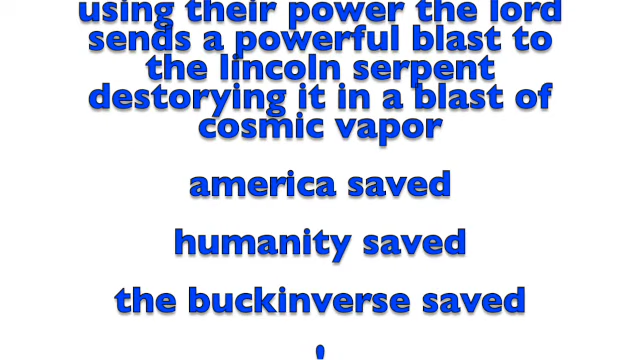 using their power the lord
sends a powerful blast to
the lincoln serpent
destorying it in a blast of
cosmic vapor
america saved
humanity saved
the buckinverse saved